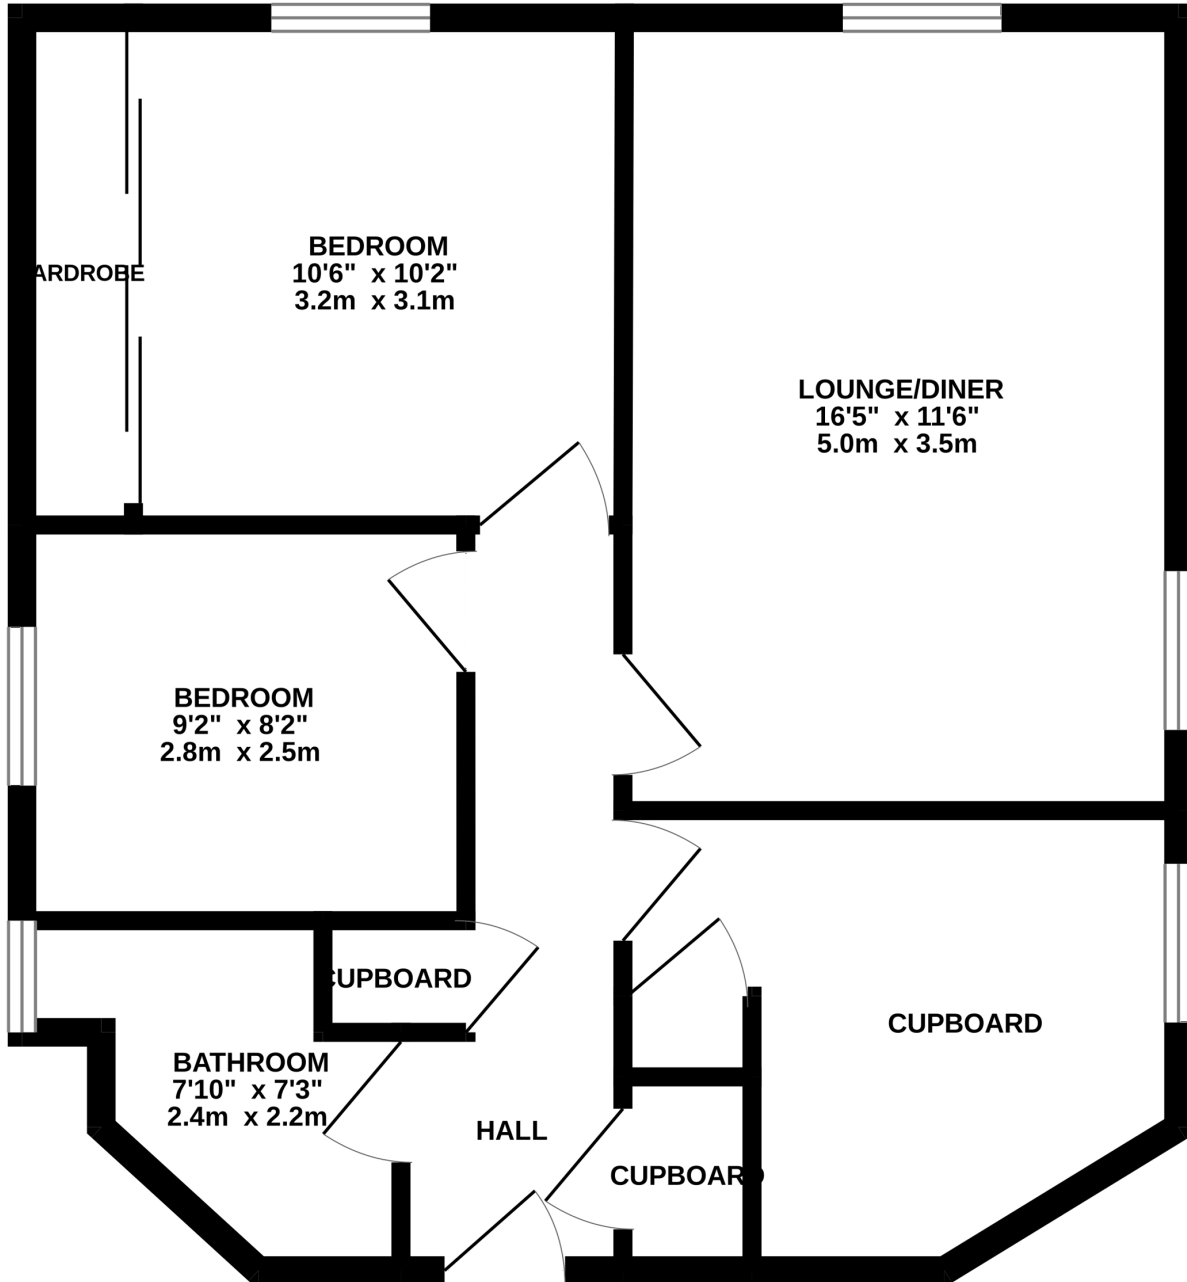 BEDROOM
10'6" x 10'2"
3.2m x 3.1m
ARDROBE
LOUNGE/DINER
16'5" x 11'6"
5.0m x 3.5m
BEDROOM
9'2" x 8'2"
2.8m x 2.5m
CUPBOARD
CUPBOARD
BATHROOM
7'10" x 7'3"
2.4m x 2.2m
HALL
CUPBOARD